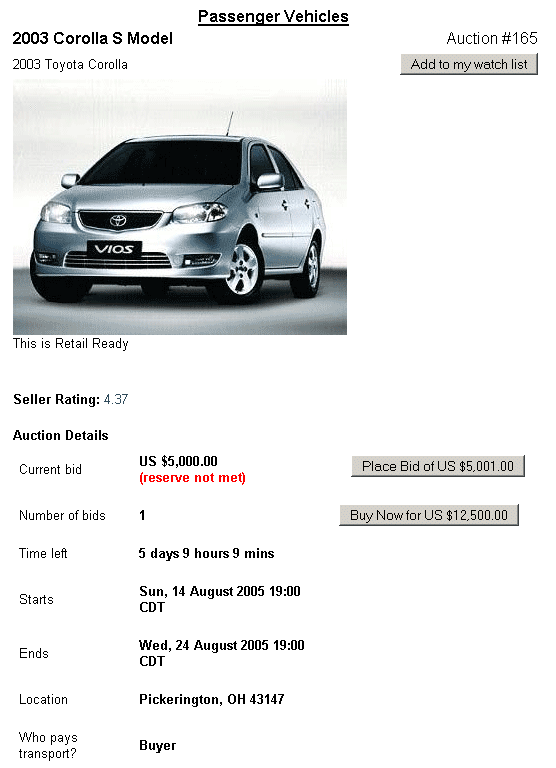 Passenger Vehicles
2003 Corolla S Model
Auction #165
2003 Toyota Corolla
Add to my watch list
VIOS
This is Retail Ready
Seller Rating: 4.37
Auction Details
Current bid
US $5,000.00
(reserve not met)
Place Bid of US $5,001.00
Number of bids
1
Buy Now for US $12,500.00
Time left
5 days 9 hours 9 mins
Starts
Sun, 14 August 2005 19:00
CDT
Ends
Wed, 24 August 2005 19:00
CDT
Location
Pickerington, OH 43147
Who pays
transport?
Buyer